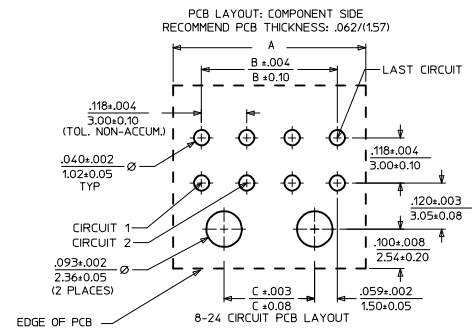 PCB LAYOUT: COMPONENT SIDE
RECOMMEND PCB THICKNESS: .062/(1.57)
A
B ±.004
B ±0.10
LAST CIRCUIT
.118±.004
3.00±0.10
(TOL. NON-ACCUM.)
.040±.002
1.02±0.05
TYP
Ø
.118±.004
3.00±0.10
.120±.003
3.05±0.08
CIRCUIT 1
CIRCUIT 2
.093±.002
2.36±0.05
(2 PLACES)
Ø
.100±.008
2.54±0.20
C ±.003
C ±0.08
.059±.002
1.50±0.05
EDGE OF PCB
8-24 CIRCUIT PCB LAYOUT